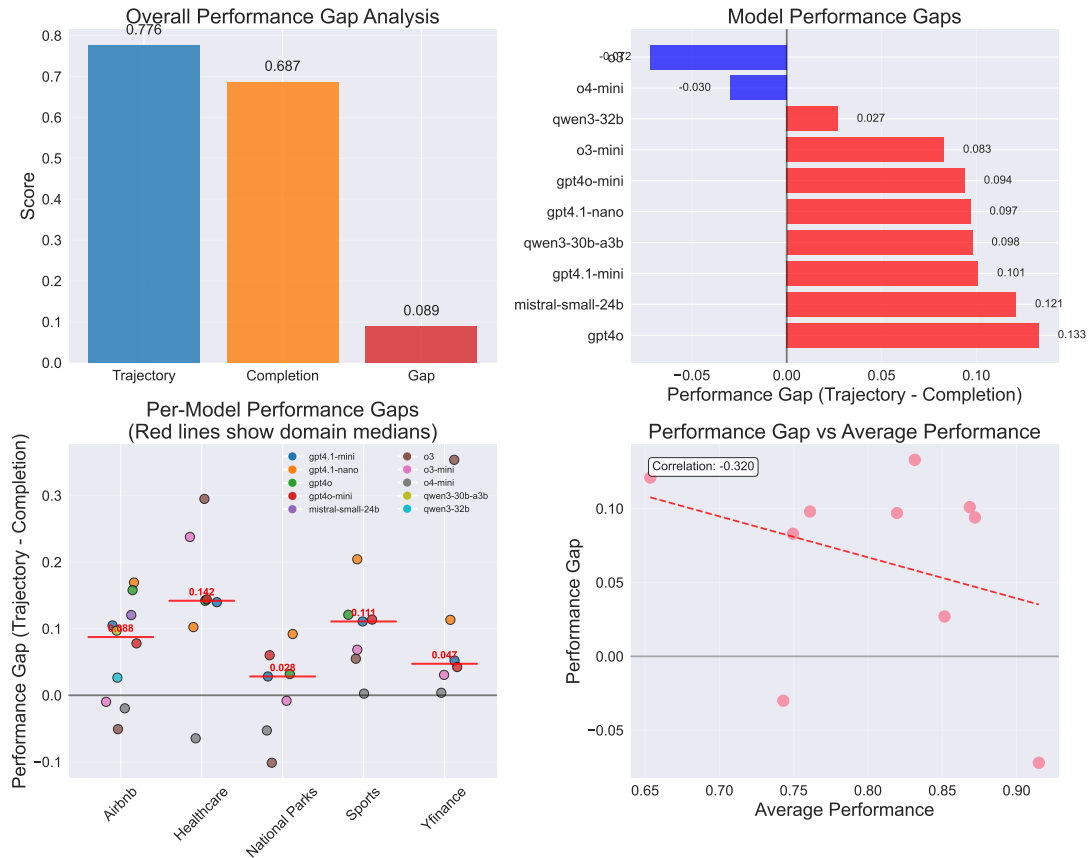 Overall Performance Gap Analysis
0.776
0.687
0.089
0.8
0.7
0.6
0.5
0.4
0.3
0.2
0.1
0.0
Score
Trajectory
Completion
Gap
Model Performance Gaps
o3
-0.072
o4-mini
-0.030
qwen3-32b
0.027
o3-mini
0.083
gpt4o-mini
0.094
gpt4.1-nano
0.097
qwen3-30b-a3b
0.098
gpt4.1-mini
0.101
mistral-small-24b
0.121
gpt4o
0.133
−0.05
0.00
0.05
0.10
Performance Gap (Trajectory - Completion)
Per-Model Performance Gaps
(Red lines show domain medians)
gpt4.1-mini
gpt4.1-nano
gpt4o
gpt4o-mini
mistral-small-24b
o3
o3-mini
o4-mini
qwen3-30b-a3b
qwen3-32b
0.3
0.2
0.1
0.0
−0.1
Performance Gap (Trajectory - Completion)
0.088
0.142
0.028
0.111
0.047
Airbnb
Healthcare
National Parks
Sports
Yfinance
Performance Gap vs Average Performance
Correlation: -0.320
0.10
0.05
0.00
−0.05
Performance Gap
0.65
0.70
0.75
0.80
0.85
0.90
Average Performance